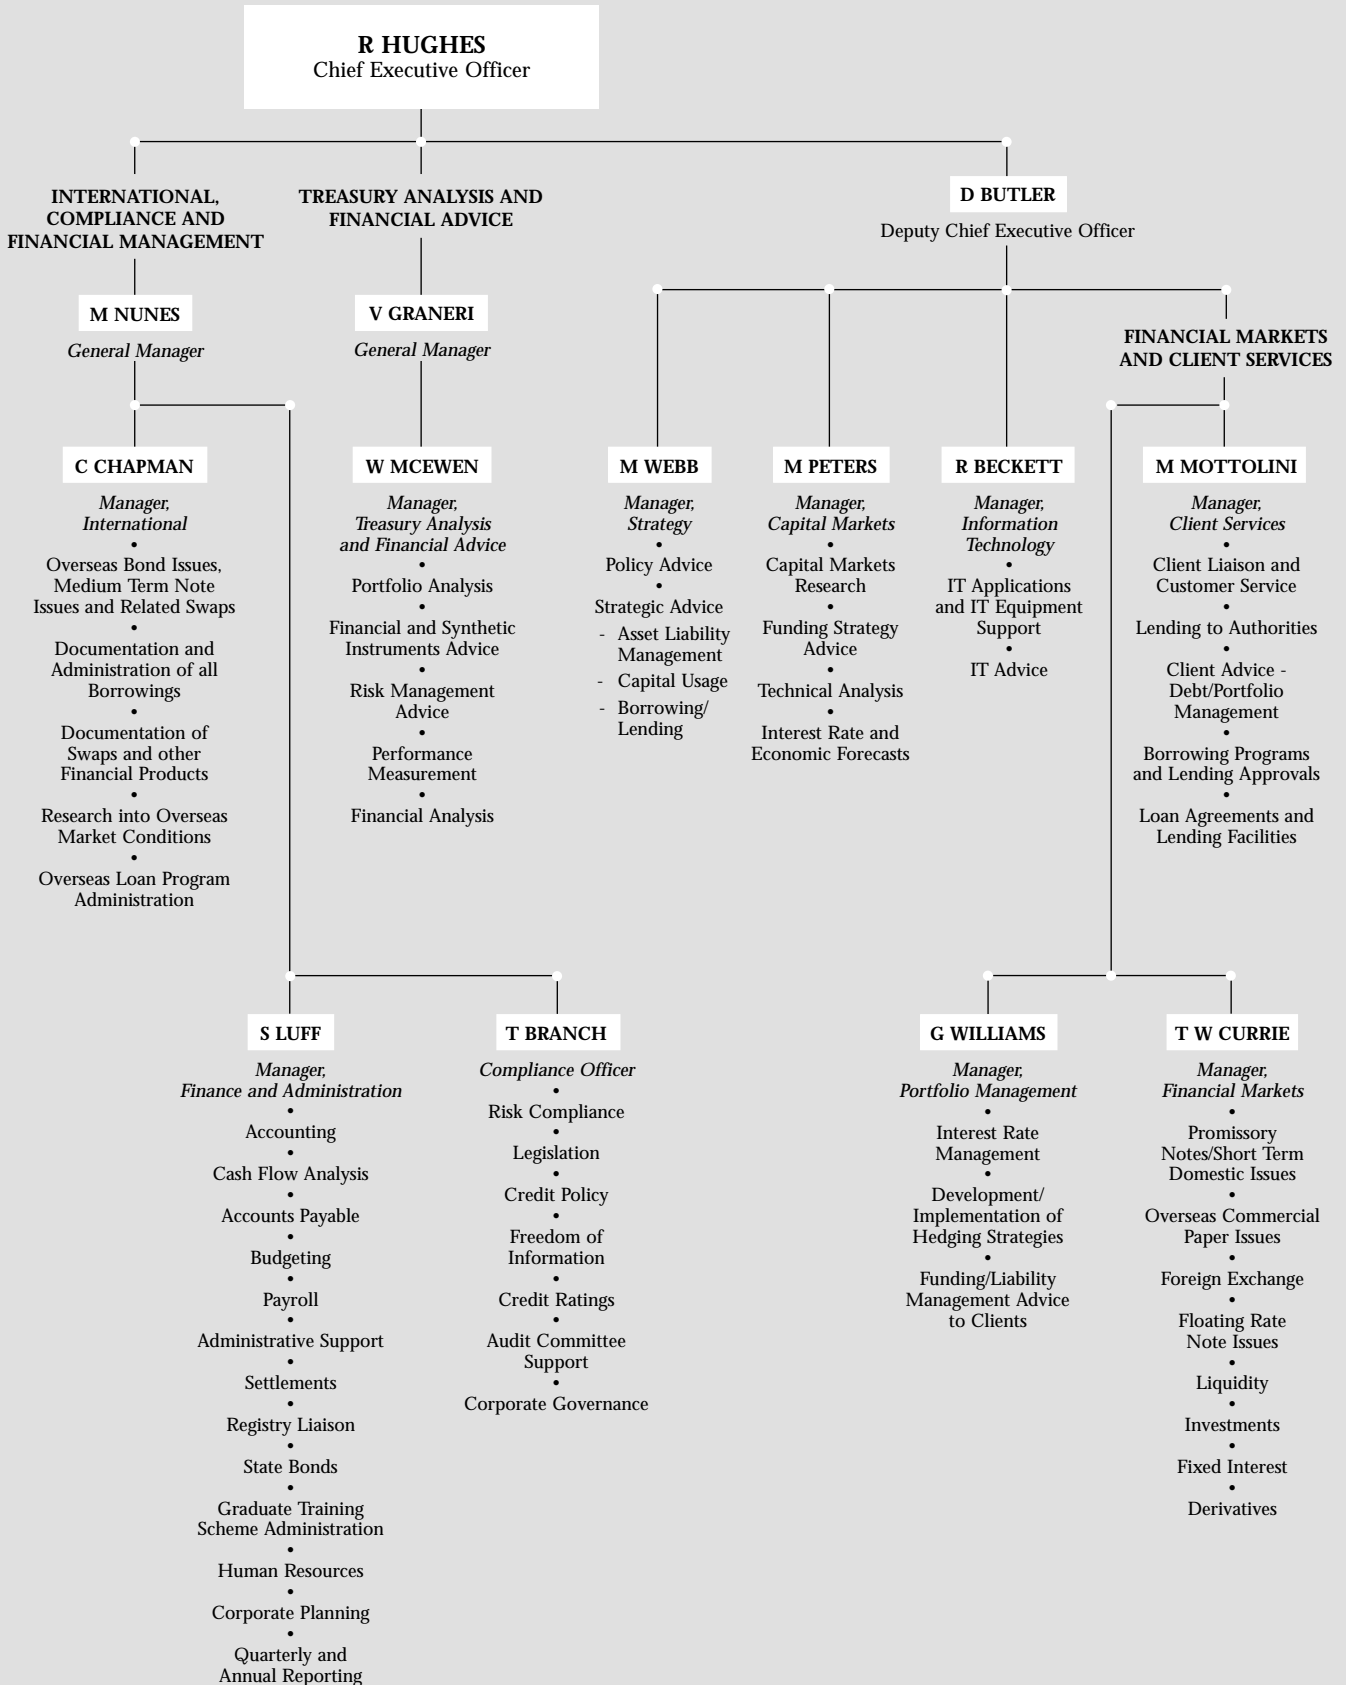 R HUGHES
Chief Executive Officer
INTERNATIONAL,
COMPLIANCE AND
FINANCIAL MANAGEMENT
M NUNES
General Manager
TREASURY ANALYSIS AND
FINANCIAL ADVICE
V GRANERI
General Manager
D BUTLER
Deputy Chief Executive Officer
FINANCIAL MARKETS
AND CLIENT SERVICES
C CHAPMAN
Manager,
International
•
Overseas Bond Issues,
Medium Term Note
Issues and Related Swaps
•
Documentation and
Administration of all
Borrowings
•
Documentation of
Swaps and other
Financial Products
•
Research into Overseas
Market Conditions
•
Overseas Loan Program
Administration
W MCEWEN
Manager,
Treasury Analysis
and Financial Advice
•
Portfolio Analysis
•
Financial and Synthetic
Instruments Advice
•
Risk Management
Advice
•
Performance
Measurement
•
Financial Analysis
M WEBB
Manager,
Strategy
•
Policy Advice
•
Strategic Advice
- Asset Liability
Management
- Capital Usage
- Borrowing/
Lending
M PETERS
Manager,
Capital Markets
•
Capital Markets
Research
•
Funding Strategy
Advice
•
Technical Analysis
•
Interest Rate and
Economic Forecasts
R BECKETT
Manager,
Information
Technology
•
IT Applications
and IT Equipment
Support
•
IT Advice
M MOTTOLINI
Manager,
Client Services
•
Client Liaison and
Customer Service
•
Lending to Authorities
•
Client Advice -
Debt/Portfolio
Management
•
Borrowing Programs
and Lending Approvals
•
Loan Agreements and
Lending Facilities
S LUFF
Manager,
Finance and Administration
•
Accounting
•
Cash Flow Analysis
•
Accounts Payable
•
Budgeting
•
Payroll
•
Administrative Support
•
Settlements
•
Registry Liaison
•
State Bonds
•
Graduate Training
Scheme Administration
•
Human Resources
•
Corporate Planning
•
Quarterly and
Annual Reporting
T BRANCH
Compliance Officer
•
Risk Compliance
•
Legislation
•
Credit Policy
•
Freedom of
Information
•
Credit Ratings
•
Audit Committee
Support
•
Corporate Governance
G WILLIAMS
Manager,
Portfolio Management
•
Interest Rate
Management
•
Development/
Implementation of
Hedging Strategies
•
Funding/Liability
Management Advice
to Clients
T W CURRIE
Manager,
Financial Markets
•
Promissory
Notes/Short Term
Domestic Issues
•
Overseas Commercial
Paper Issues
•
Foreign Exchange
•
Floating Rate
Note Issues
•
Liquidity
•
Investments
•
Fixed Interest
•
Derivatives